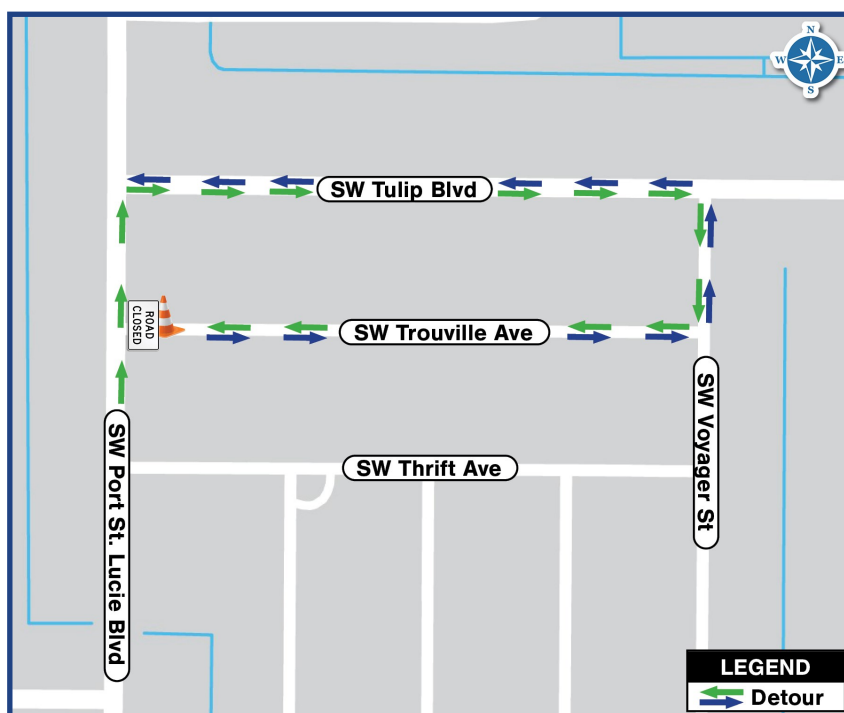 N
W E
S
SW Tulip Blvd
ROAD
CLOSED
SW Trouville Ave
SW Thrift Ave
SW Port St. Lucie Blvd
SW Voyager St
LEGEND
Detour